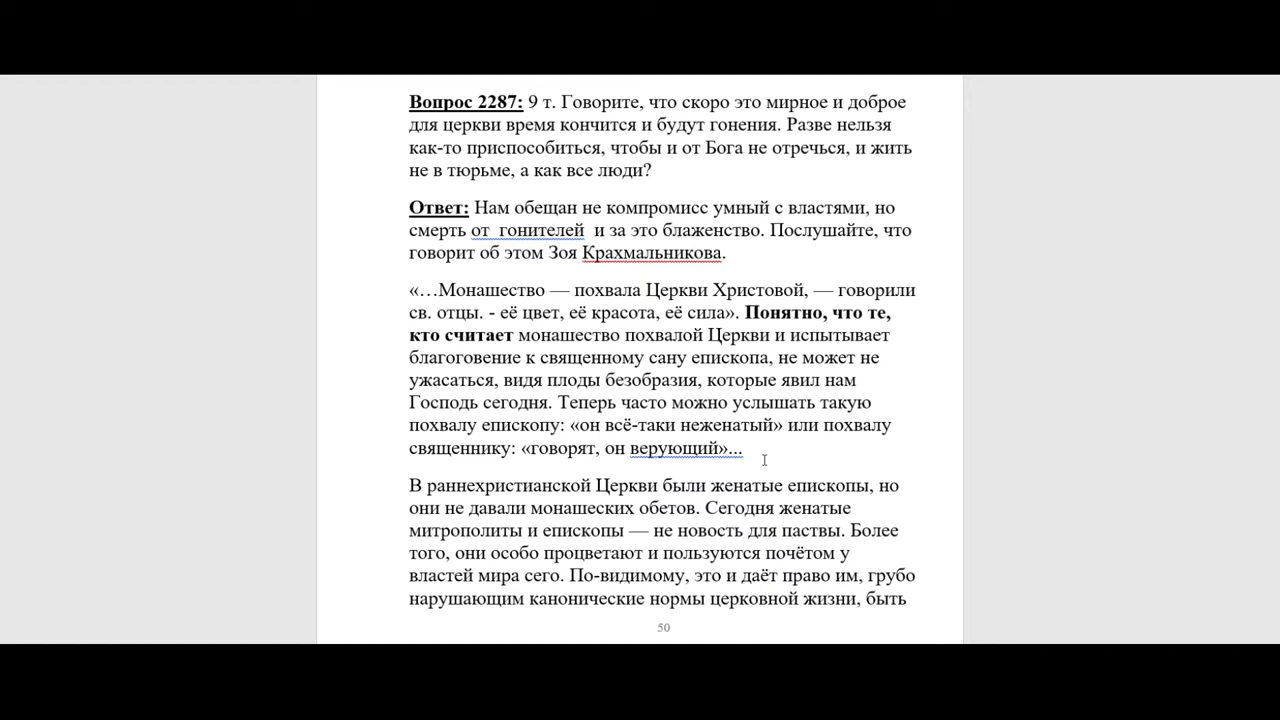 Вопрос 2287: 9 т. Говорите, что скоро это мирное и доброе
для церкви время кончится и будут гонения. Разве нельзя
как-то приспособиться, чтобы и от Бога не отречься, и жить
не в тюрьме, а как все люди?
Ответ: Нам обещан не компромисс умный с властями, но
смерть от  гонителей  и за это блаженство. Послушайте, что
говорит об этом Зоя Крахмальникова.
«…Монашество — похвала Церкви Христовой, — говорили
св. отцы. - её цвет, её красота, её сила». Понятно, что те,
кто считает монашество похвалой Церкви и испытывает
благоговение к священному сану епископа, не может не
ужасаться, видя плоды безобразия, которые явил нам
Господь сегодня. Теперь часто можно услышать такую
похвалу епископу: «он всё-таки неженатый» или похвалу
священнику: «говорят, он верующий»...
В раннехристианской Церкви были женатые епископы, но
они не давали монашеских обетов. Сегодня женатые
митрополиты и епископы — не новость для паствы. Более
того, они особо процветают и пользуются почётом у
властей мира сего. По-видимому, это и даёт право им, грубо
нарушающим канонические нормы церковной жизни, быть
50